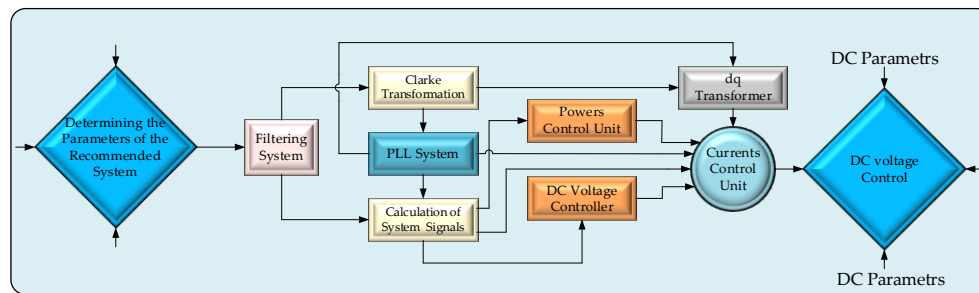 Determining the
Parameters of the
Recommended
System
Filtering
System
Clarke
Transformation
PLL System
Calculation of
System Signals
Powers
Control Unit
DC Voltage
Controller
dq
Transformer
Currents
Control
Unit
DC Parametrs
DC voltage
Control
DC Parametrs